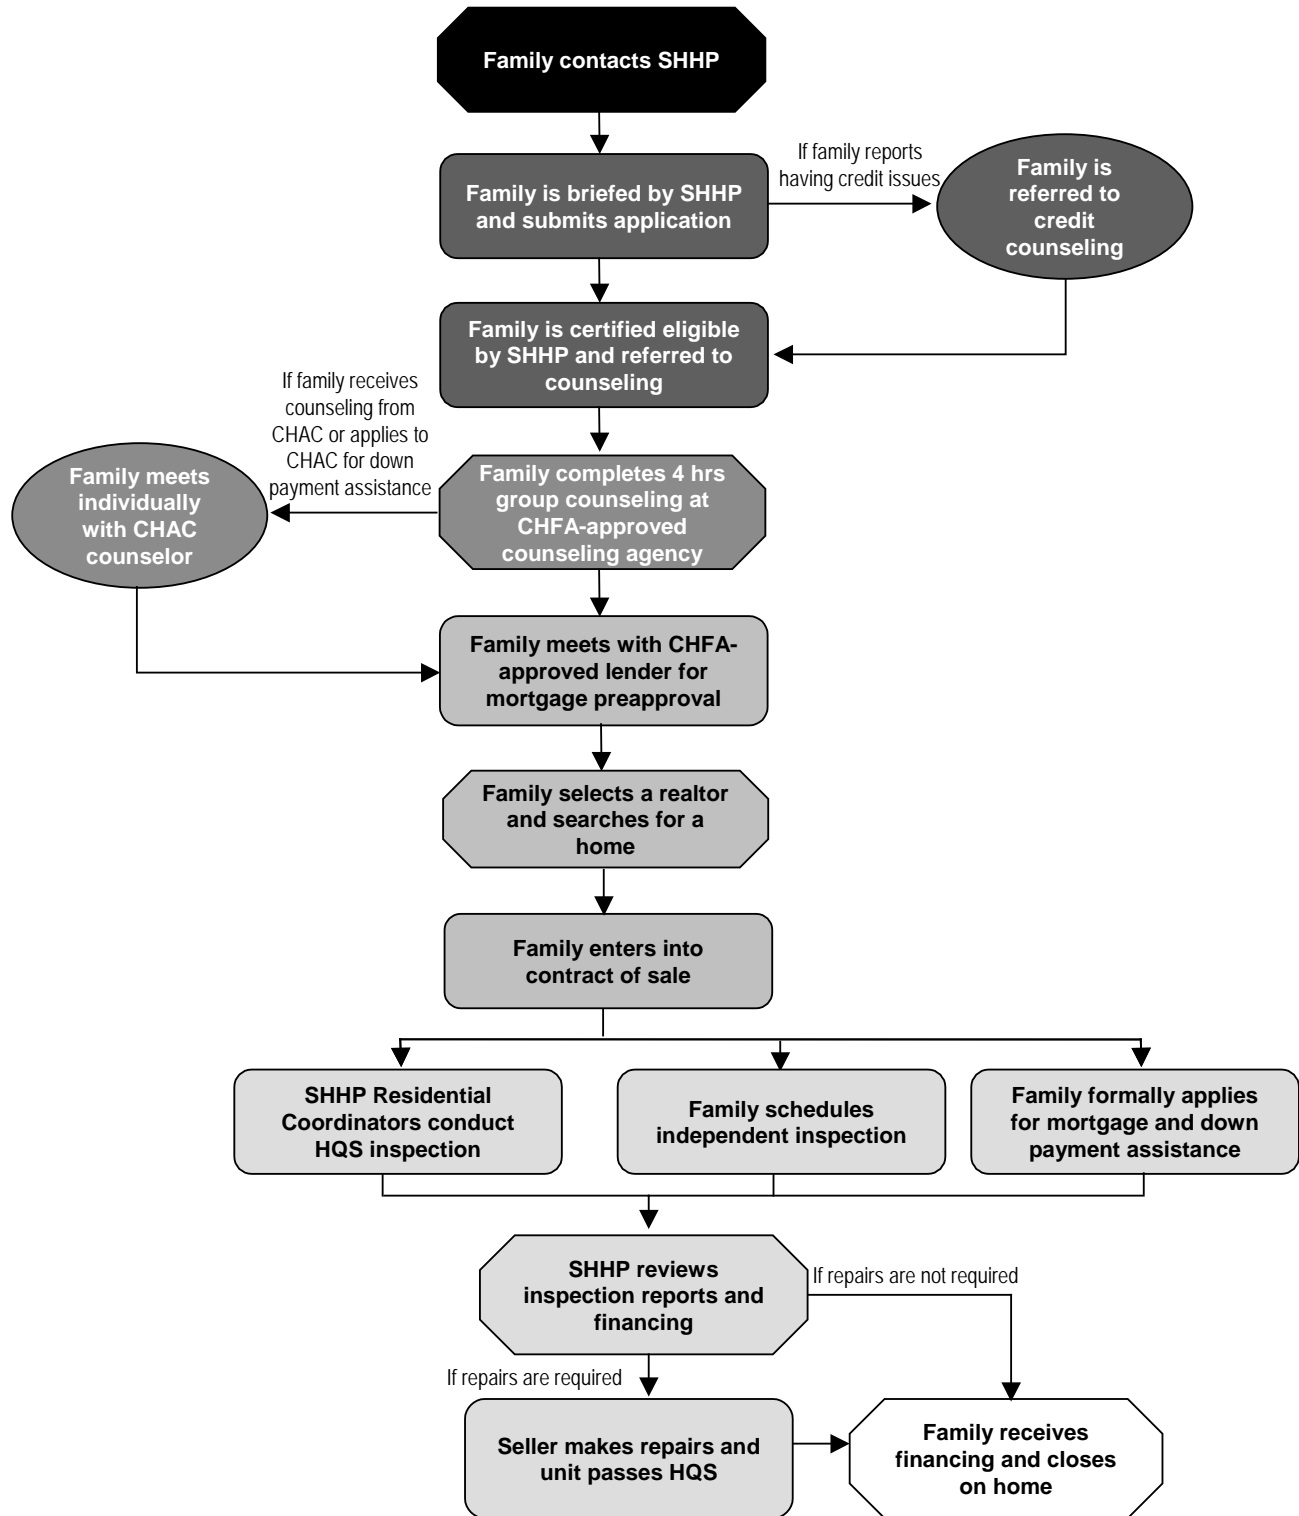 Family contacts SHHP
If family reports
having credit issues
Family is
referred to
credit
counseling
Family is briefed by SHHP
and submits application
Family is certified eligible
by SHHP and referred to
counseling
If family receives
counseling from
CHAC or applies to
CHAC for down
payment assistance
Family meets
individually
with CHAC
counselor
Family completes 4 hrs
group counseling at
CHFA-approved
counseling agency
Family meets with CHFA-
approved lender for
mortgage preapproval
Family selects a realtor
and searches for a
home
Family enters into
contract of sale
SHHP Residential
Coordinators conduct
HQS inspection
Family schedules
independent inspection
Family formally applies
for mortgage and down
payment assistance
SHHP reviews
inspection reports and
financing
If repairs are not required
If repairs are required
Seller makes repairs and
unit passes HQS
Family receives
financing and closes
on home